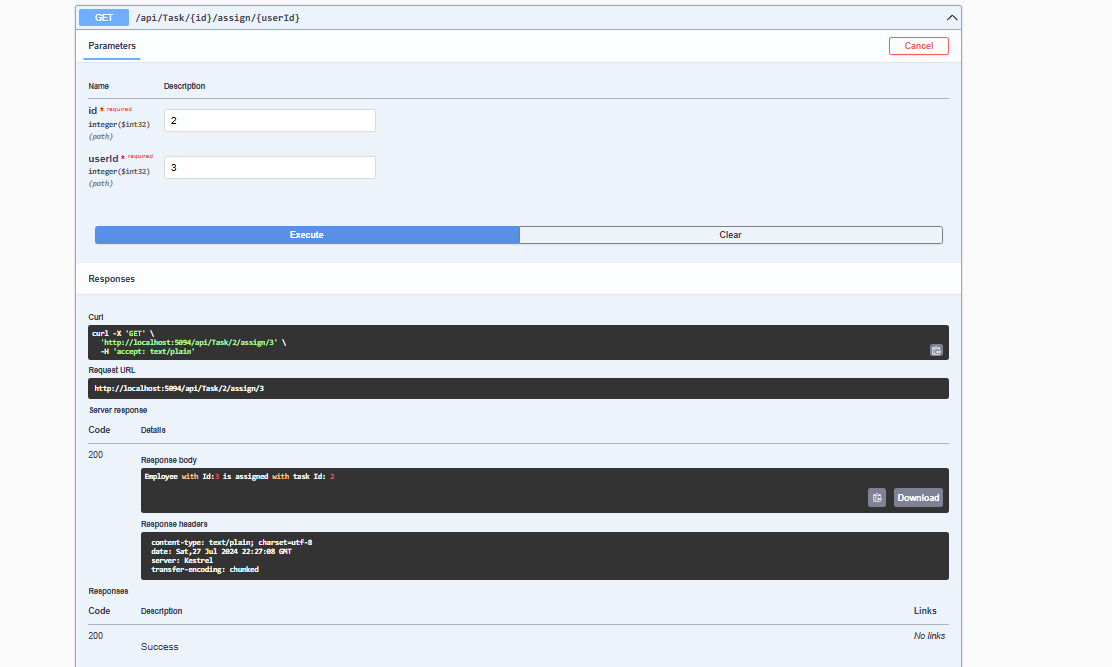 GET /api/Task/{id}/assign/{userId}
Parameters
Cancel
Name Description
id * required
integer($int32)
(path)
2
userId * required
integer($int32)
(path)
3
Execute Clear
Responses
Curl
curl -X 'GET' \
'http://localhost:5094/api/Task/2/assign/3' \
-H 'accept: text/plain'
Request URL
http://localhost:5094/api/Task/2/assign/3
Server response
Code Details
200
Response body
Employee with Id:3 is assigned with task Id: 2
Download
Response headers
content-type: text/plain; charset=utf-8
date: Sat,27 Jul 2024 22:27:08 GMT
server: Kestrel
transfer-encoding: chunked
Responses
Code Description Links
200 No links
Success